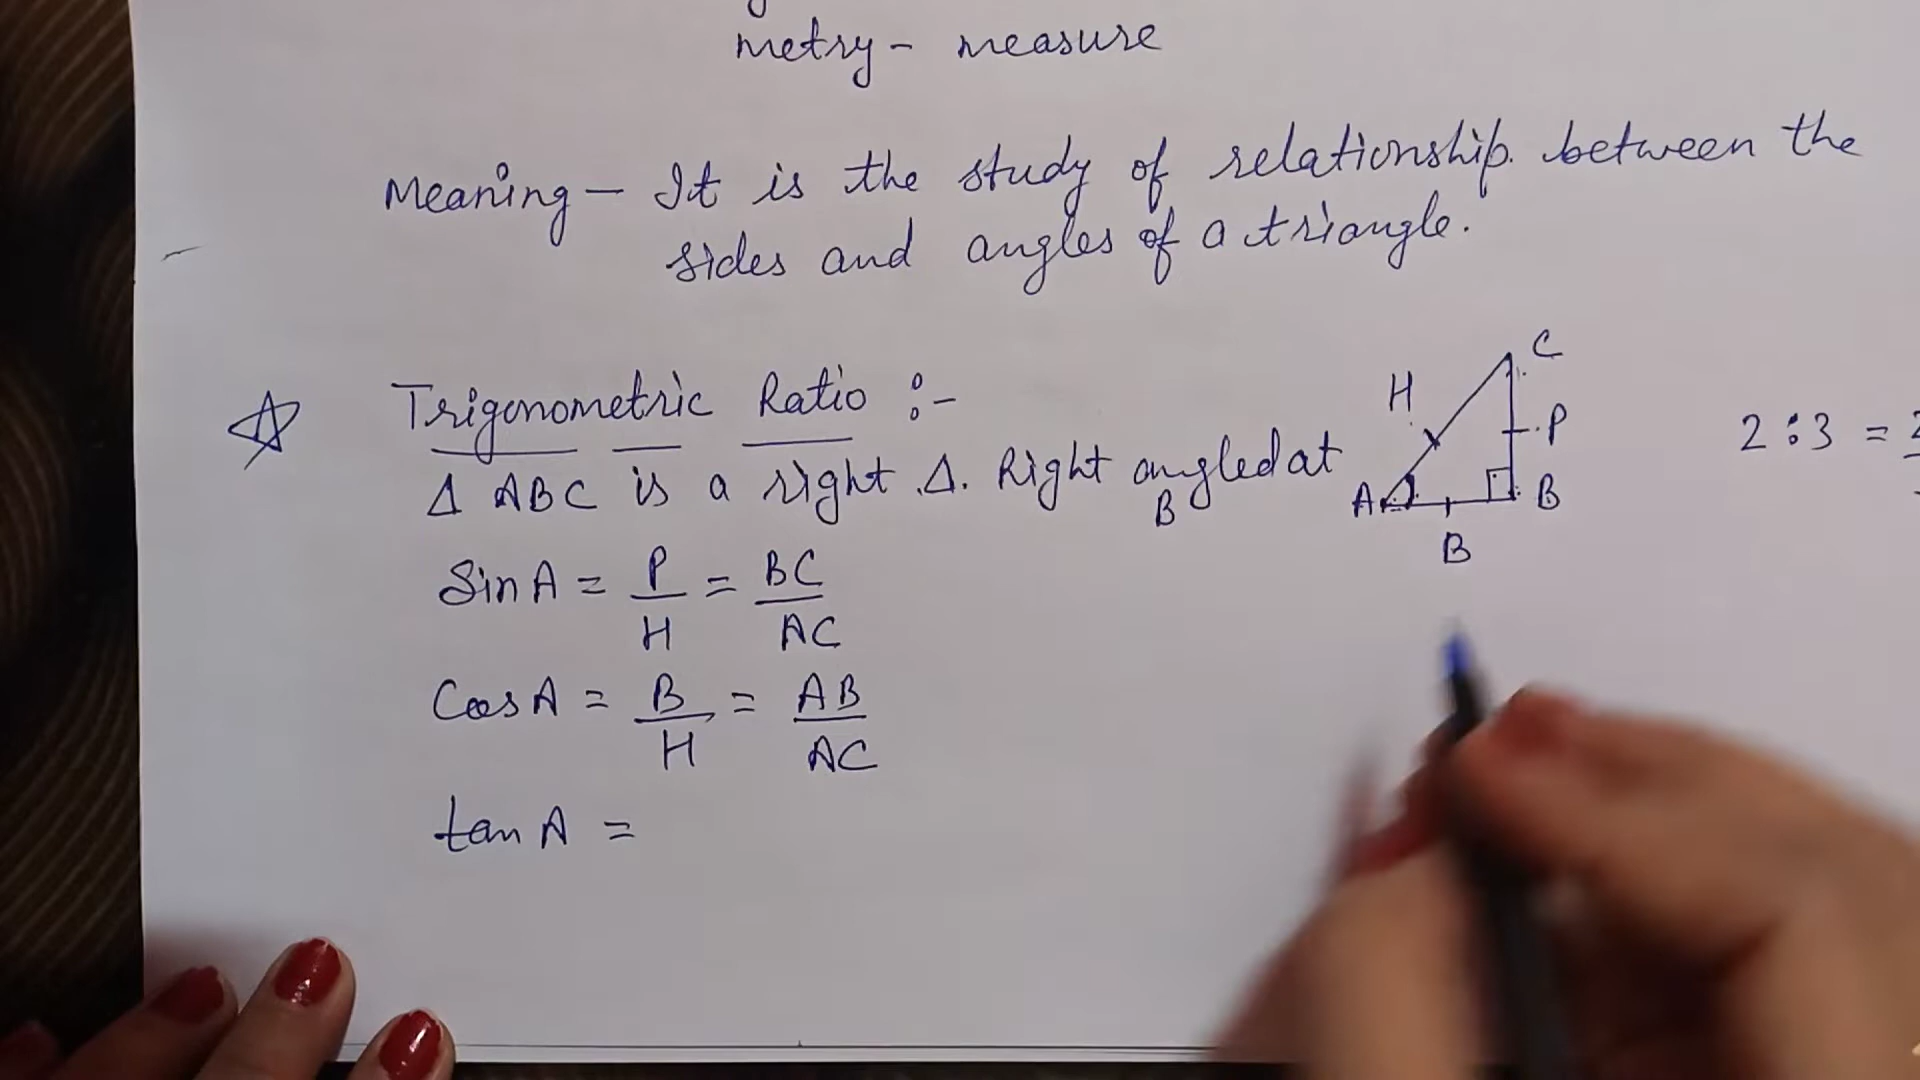 metry - measure
Meaning - It is the study of relationship between the
sides and angles of a triangle.
Trigonometric Ratio :-
Δ ABC is a right Δ. Right angled at
B
C
H
P
A
B
B
2 : 3 =
Sin A = P/H = BC/AC
Cos A = B/H = AB/AC
tan A =